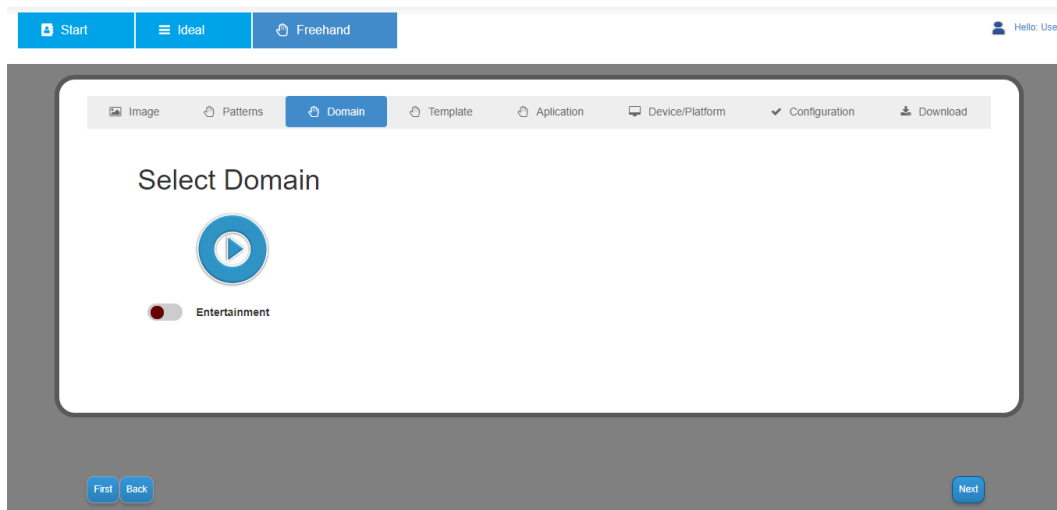 Start Ideal Freehand Hello: Use
Image Patterns Domain Template Aplication Device/Platform Configuration Download
Select Domain
Entertainment
First Back Next